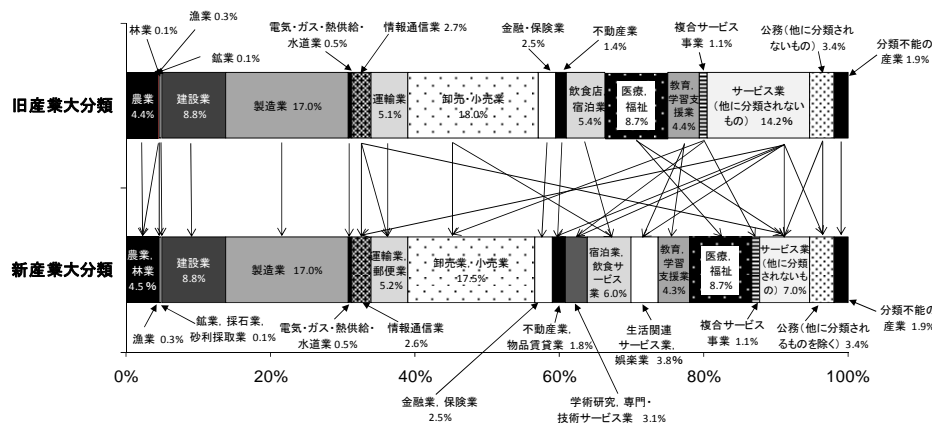 漁業 0.3%
林業 0.1%
鉱業 0.1%
電気・ガス・熱供給・
水道業 0.5%
情報通信業 2.7%
金融・保険業
2.5%
不動産業
1.4%
複合サービス
事業 1.1%
公務(他に分類され
ないもの) 3.4%
分類不能の
産業 1.9%
旧産業大分類
農業
4.4%
建設業
8.8%
製造業 17.0%
運輸業
5.1%
卸売・小売業
18.0%
飲食店,
宿泊業
5.4%
医療,
福祉
8.7%
教育,
学習支
援業
4.4%
サービス業
(他に分類されない
もの) 14.2%
新産業大分類
農業,
林業
4.5%
建設業
8.8%
製造業 17.0%
運輸業,
郵便業
5.2%
卸売業,小売業
17.5%
宿泊業,
飲食サービ
ス
業 6.0%
教育,
学習
支援業
4.3%
医療,
福祉
8.7%
サービス業
(他に分類
されないも
の) 7.0%
漁業 0.3%
鉱業,採石業,
砂利採取業 0.1%
電気・ガス・熱供給・
水道業 0.5%
情報通信業
2.6%
金融業,保険業
2.5%
不動産業,
物品賃貸業 1.8%
学術研究,専門・
技術サービス業 3.1%
生活関連
サービス業,
娯楽業 3.8%
複合サービス
事業 1.1%
公務(他に分類され
るものを除く) 3.4%
分類不能の
産業 1.9%
0%
20%
40%
60%
80%
100%